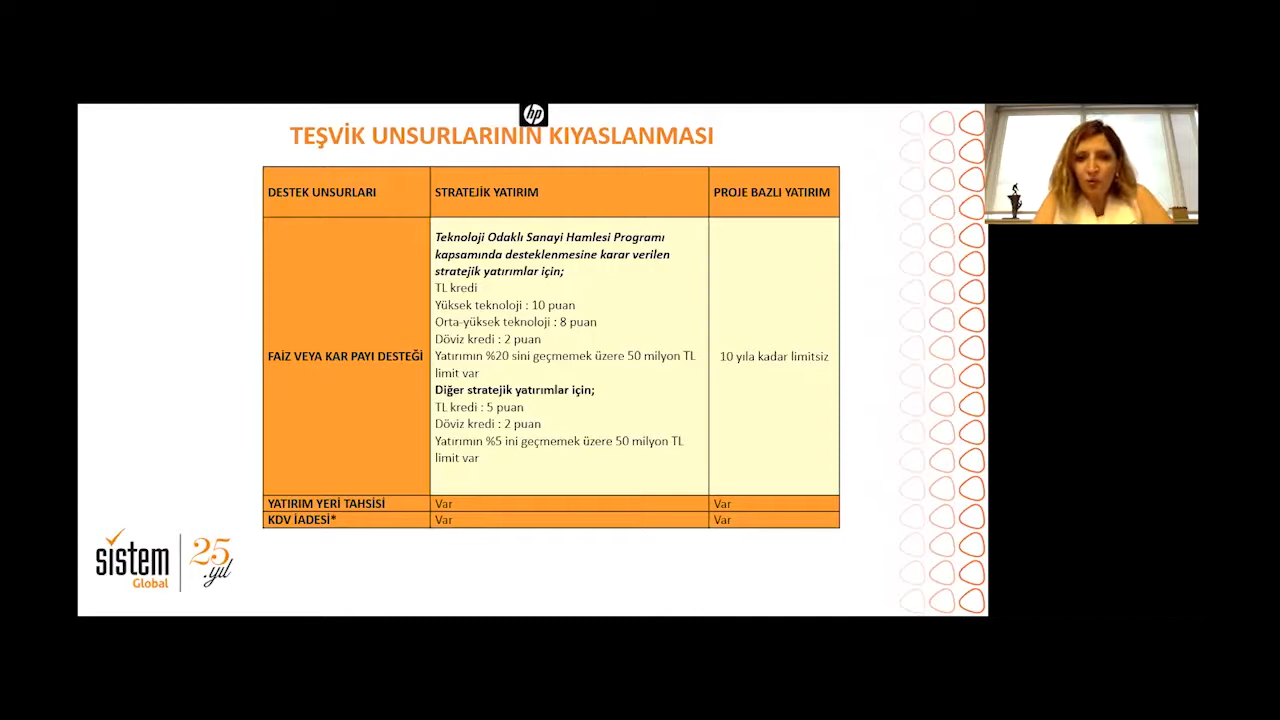 hp
TEŞVİK UNSURLARININ KIYASLANMASI
DESTEK UNSURLARI
STRATEJİK YATIRIM
PROJE BAZLI YATIRIM
FAİZ VEYA KAR PAYI DESTEĞİ
Teknoloji Odaklı Sanayi Hamlesi Programı
kapsamında desteklenmesine karar verilen
stratejik yatırımlar için;
TL kredi
Yüksek teknoloji : 10 puan
Orta-yüksek teknoloji : 8 puan
Döviz kredi : 2 puan
Yatırımın %20 sini geçmemek üzere 50 milyon TL
limit var
Diğer stratejik yatırımlar için;
TL kredi : 5 puan
Döviz kredi : 2 puan
Yatırımın %5 ini geçmemek üzere 50 milyon TL
limit var
10 yıla kadar limitsiz
YATIRIM YERİ TAHSİSİ
Var
Var
KDV İADESİ*
Var
Var
sistem
Global
25
.yıl